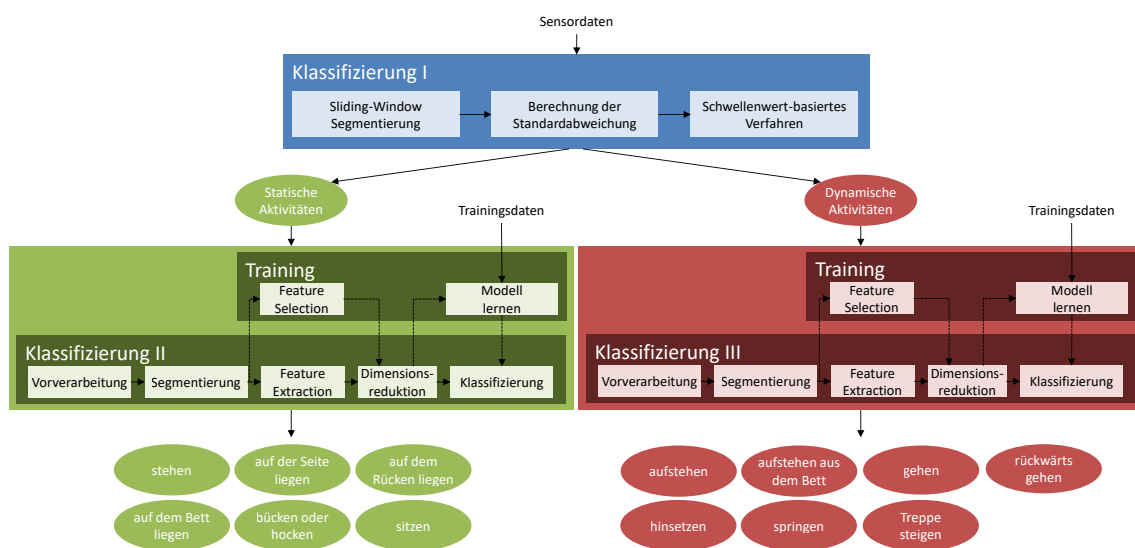 Sensordaten
Klassifizierung I
Sliding-Window
Segmentierung
Berechnung der
Standardabweichung
Schwellenwert-basiertes
Verfahren
Statische
Aktivitäten
Dynamische
Aktivitäten
Trainingsdaten
Trainingsdaten
Training
Feature
Selection
Modell
lernen
Klassifizierung II
Vorverarbeitung
Segmentierung
Feature
Extraction
Dimensions-
reduktion
Klassifizierung
Training
Feature
Selection
Modell
lernen
Klassifizierung III
Vorverarbeitung
Segmentierung
Feature
Extraction
Dimensions-
reduktion
Klassifizierung
stehen
auf der Seite
liegen
auf dem
Rücken liegen
auf dem Bett
liegen
bücken oder
hocken
sitzen
aufstehen
aufstehen aus
dem Bett
gehen
rückwärts
gehen
hinsetzen
springen
Treppe
steigen